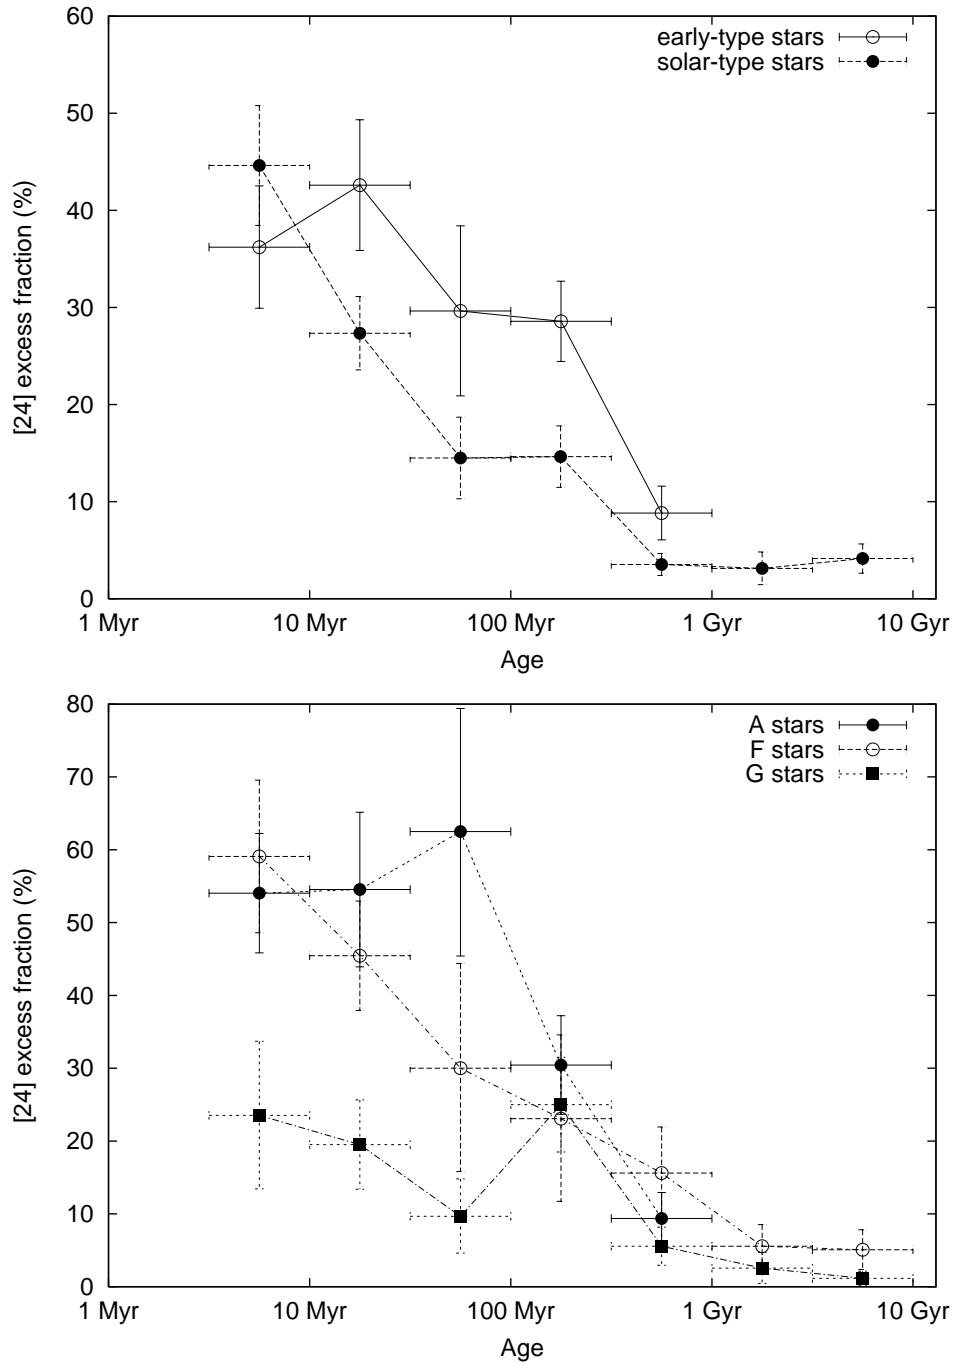 early-type stars
solar-type stars
60
50
40
30
20
10
0
[24] excess fraction (%)
1 Myr 10 Myr 100 Myr 1 Gyr 10 Gyr
Age
A stars
F stars
G stars
80
70
60
50
40
30
20
10
0
[24] excess fraction (%)
1 Myr 10 Myr 100 Myr 1 Gyr 10 Gyr
Age